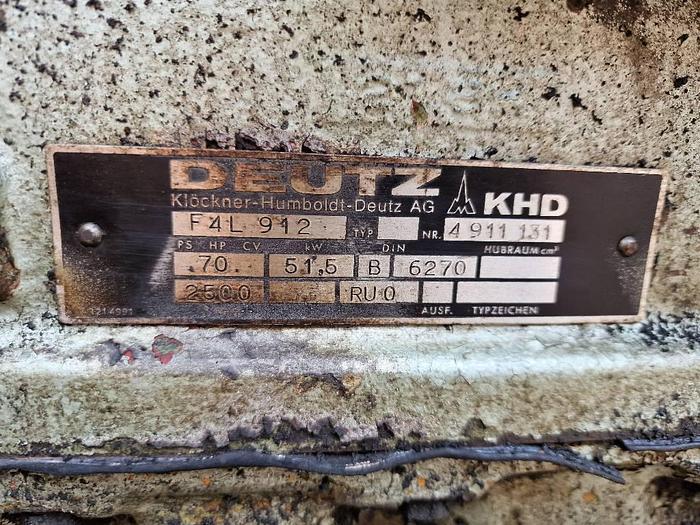 DEUTZ KHD
Klöckner-Humboldt-Deutz AG
F4L 912 TYP NR. 4 911 131
PS HP CV kW DIN HUBRAUM cm³
70 51,5 B 6270
2500 RU0
AUSF. TYPZEICHEN